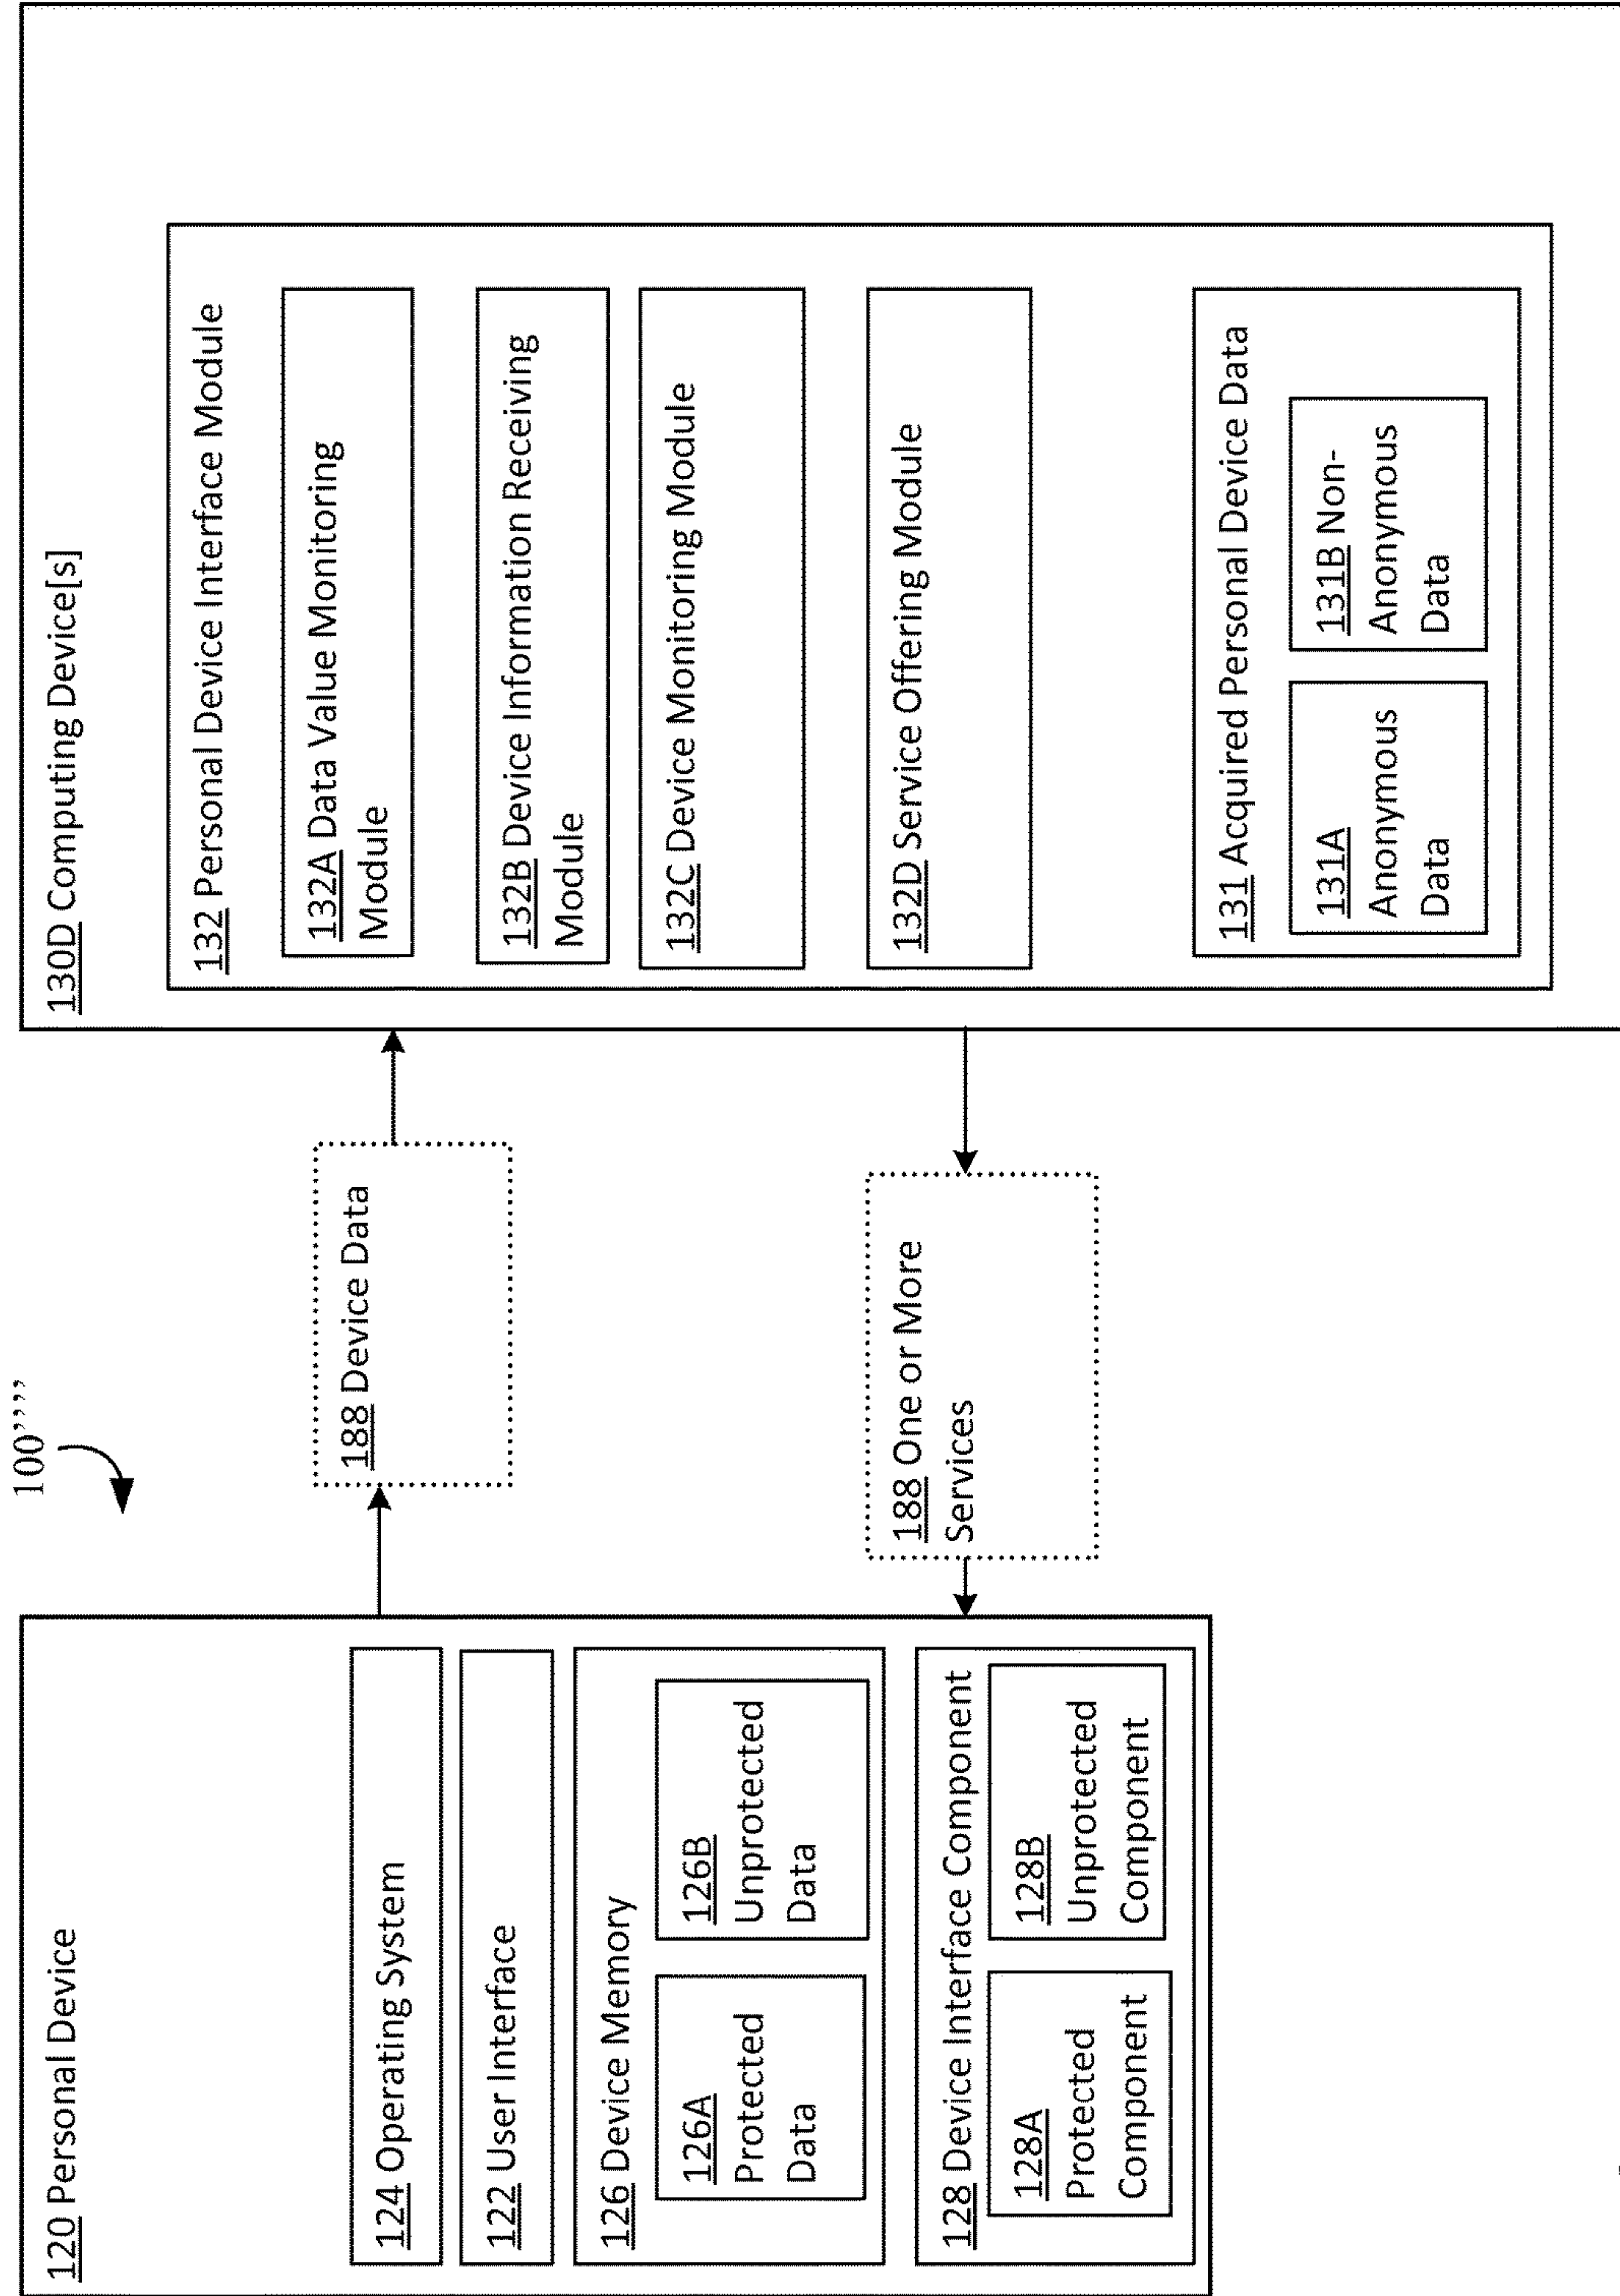 100’’’’
120 Personal Device
124 Operating System
122 User Interface
126 Device Memory
126A
Protected
Data
126B
Unprotected
Data
128 Device Interface Component
128A
Protected
Component
128B
Unprotected
Component
188 Device Data
188 One or More
Services
130D Computing Device[s]
132 Personal Device Interface Module
132A Data Value Monitoring
Module
132B Device Information Receiving
Module
132C Device Monitoring Module
132D Service Offering Module
131 Acquired Personal Device Data
131A
Anonymous
Data
131B Non-
Anonymous
Data